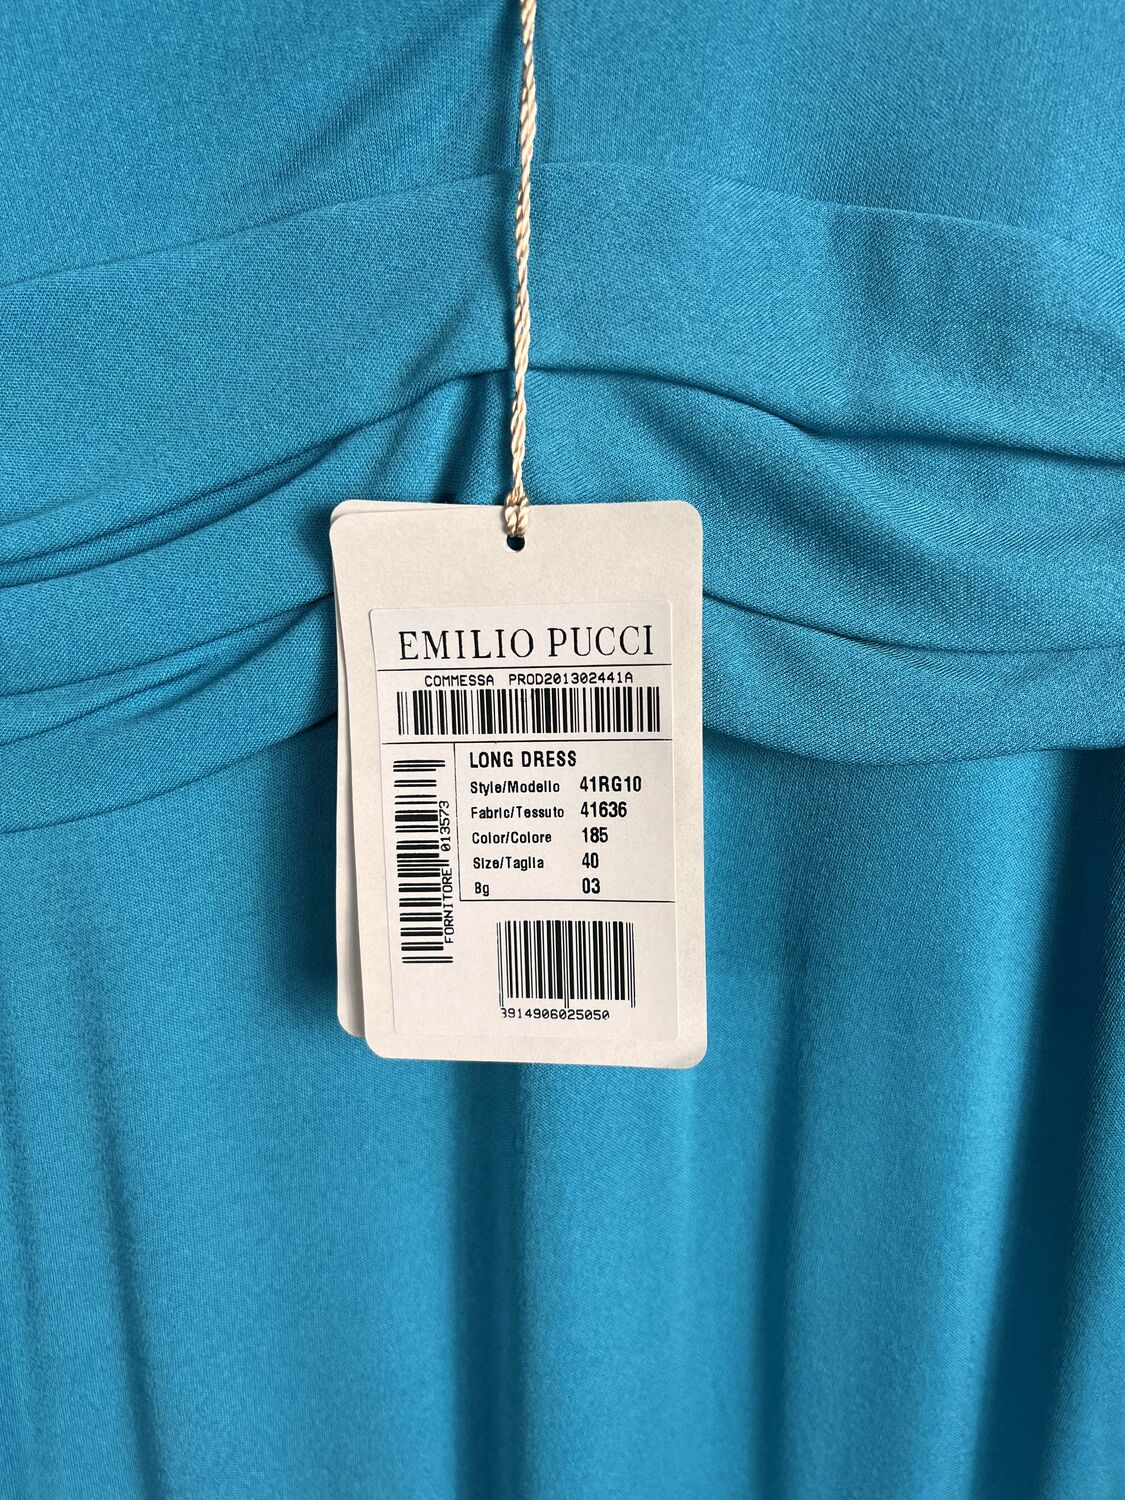 EMILIO PUCCI
COMMESSA PROD201302441A
LONG DRESS
Style/Modello 41RG10
Fabric/Tessuto 41636
Color/Colore 185
Size/Taglia 40
Bg 03
FORNITORE 013573
3914906025050